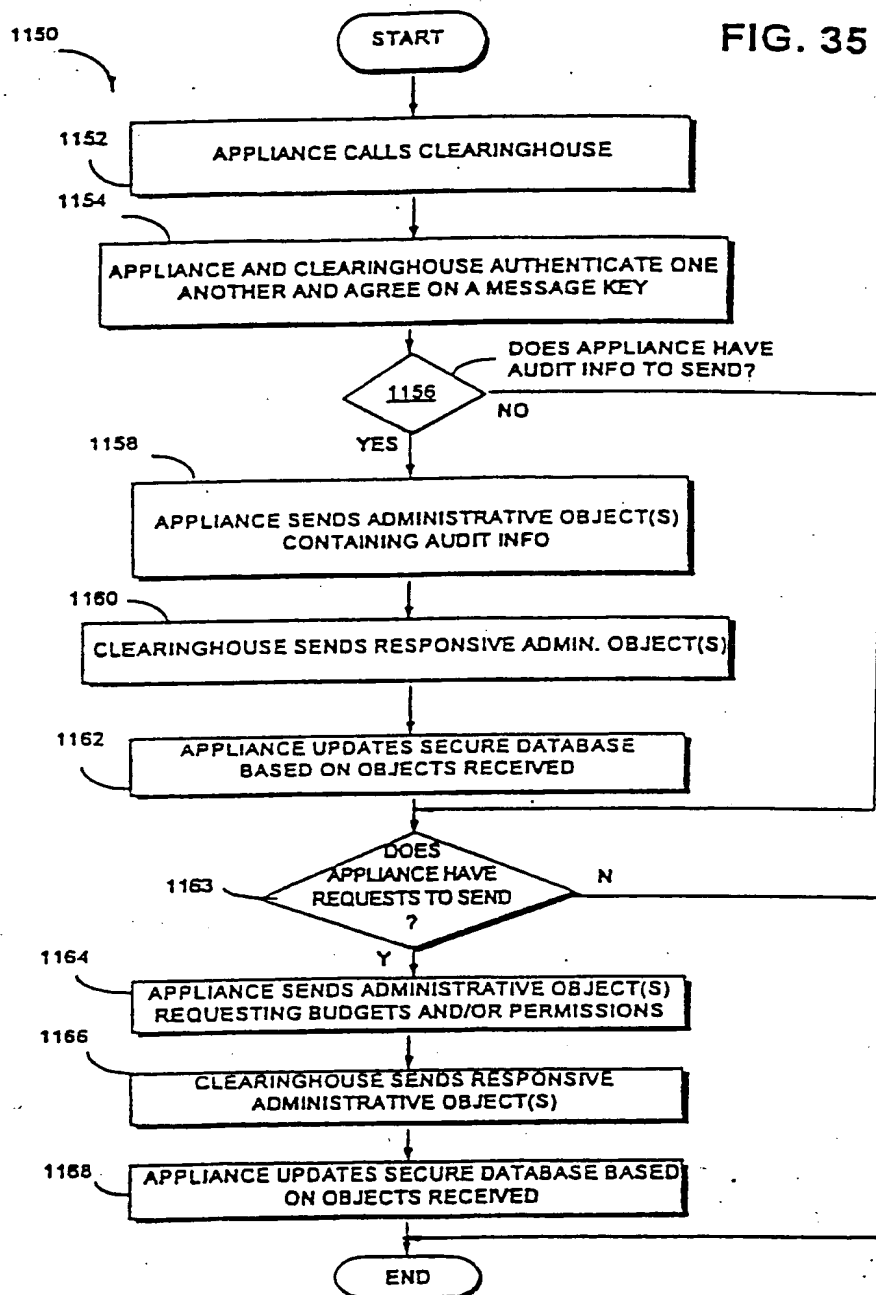 1150
START
FIG. 35
1152
APPLIANCE CALLS CLEARINGHOUSE
1154
APPLIANCE AND CLEARINGHOUSE AUTHENTICATE ONE
ANOTHER AND AGREE ON A MESSAGE KEY
DOES APPLIANCE HAVE
AUDIT INFO TO SEND?
1156
NO
YES
1158
APPLIANCE SENDS ADMINISTRATIVE OBJECT(S)
CONTAINING AUDIT INFO
1160
CLEARINGHOUSE SENDS RESPONSIVE ADMIN. OBJECT(S)
1162
APPLIANCE UPDATES SECURE DATABASE
BASED ON OBJECTS RECEIVED
DOES
APPLIANCE HAVE
REQUESTS TO SEND
?
1163
N
Y
1164
APPLIANCE SENDS ADMINISTRATIVE OBJECT(S)
REQUESTING BUDGETS AND/OR PERMISSIONS
1166
CLEARINGHOUSE SENDS RESPONSIVE
ADMINISTRATIVE OBJECT(S)
1168
APPLIANCE UPDATES SECURE DATABASE BASED
ON OBJECTS RECEIVED
END